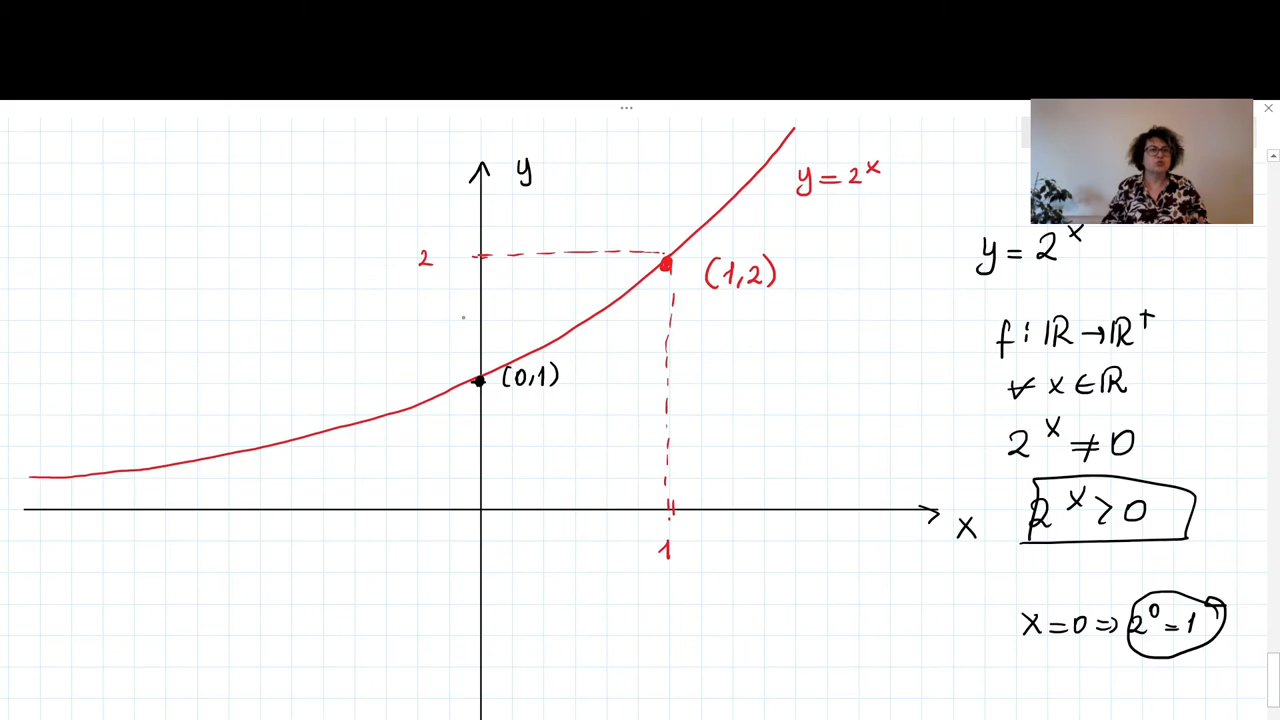 y
y = 2^x
2
(1,2)
(0,1)
x
1
y = 2^x
f : ℝ → ℝ⁺
∀ x ∈ ℝ
2^x ≠ 0
2^x > 0
x = 0 ⇒ 2^0 = 1